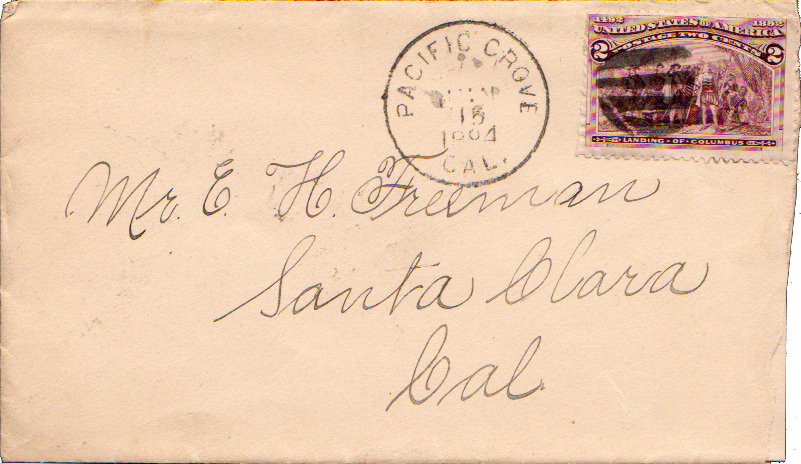 1492 1892
UNITED STATES OF AMERICA
POSTAGE TWO CENTS
2 2
LANDING · OF · COLUMBUS
PACIFIC GROVE
15
1894
CAL.
Mr. E. H. Freeman
Santa Clara
Cal